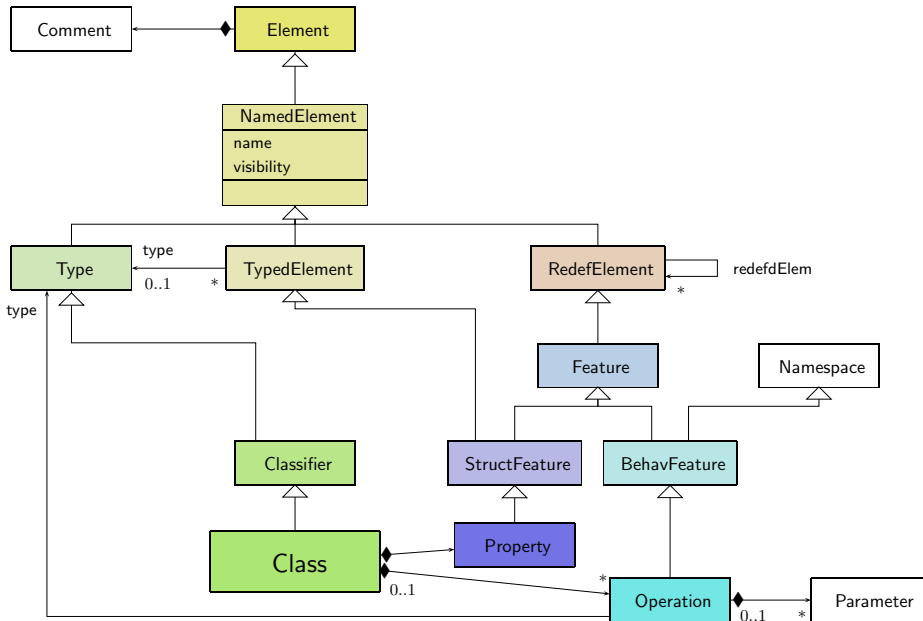 Comment
Element
NamedElement
name
visibility
type
Type
TypedElement
RedefElement
redefdElem
0..1
*
*
type
Feature
Namespace
Classifier
StructFeature
BehavFeature
Class
Property
0..1
*
Operation
Parameter
0..1
*